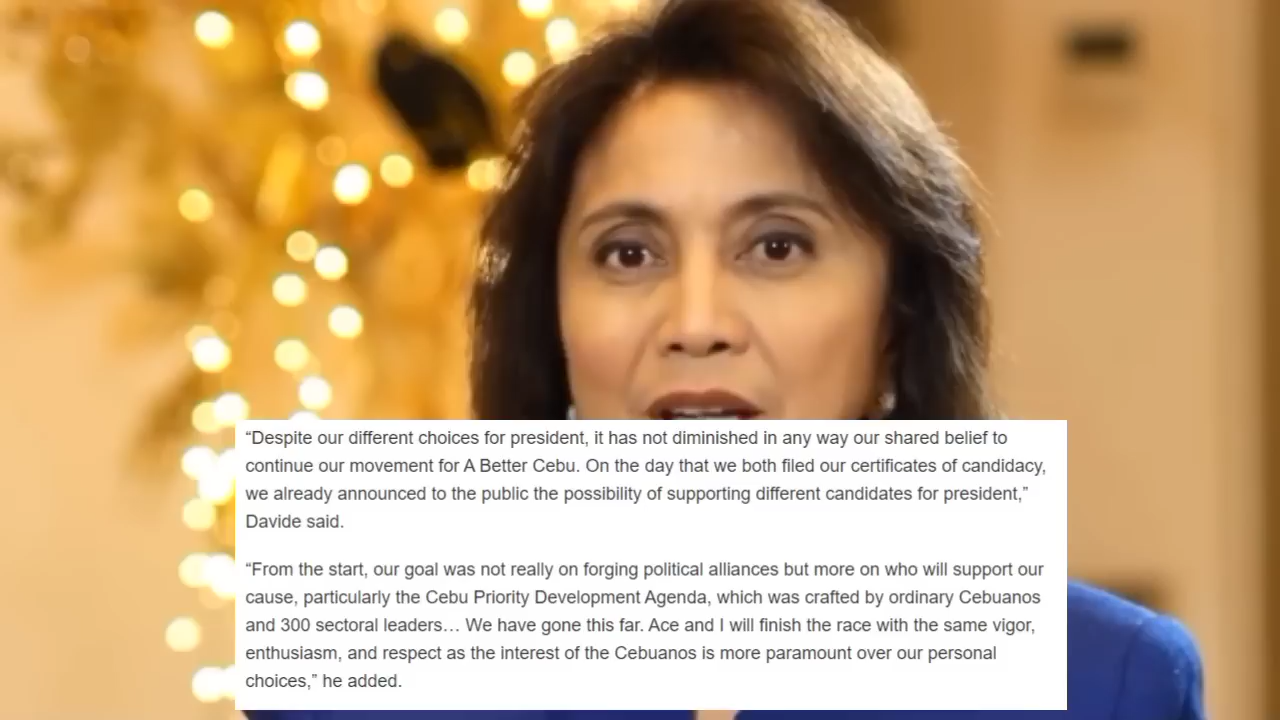 “Despite our different choices for president, it has not diminished in any way our shared belief to
continue our movement for A Better Cebu. On the day that we both filed our certificates of candidacy,
we already announced to the public the possibility of supporting different candidates for president,”
Davide said.
“From the start, our goal was not really on forging political alliances but more on who will support our
cause, particularly the Cebu Priority Development Agenda, which was crafted by ordinary Cebuanos
and 300 sectoral leaders… We have gone this far. Ace and I will finish the race with the same vigor,
enthusiasm, and respect as the interest of the Cebuanos is more paramount over our personal
choices,” he added.